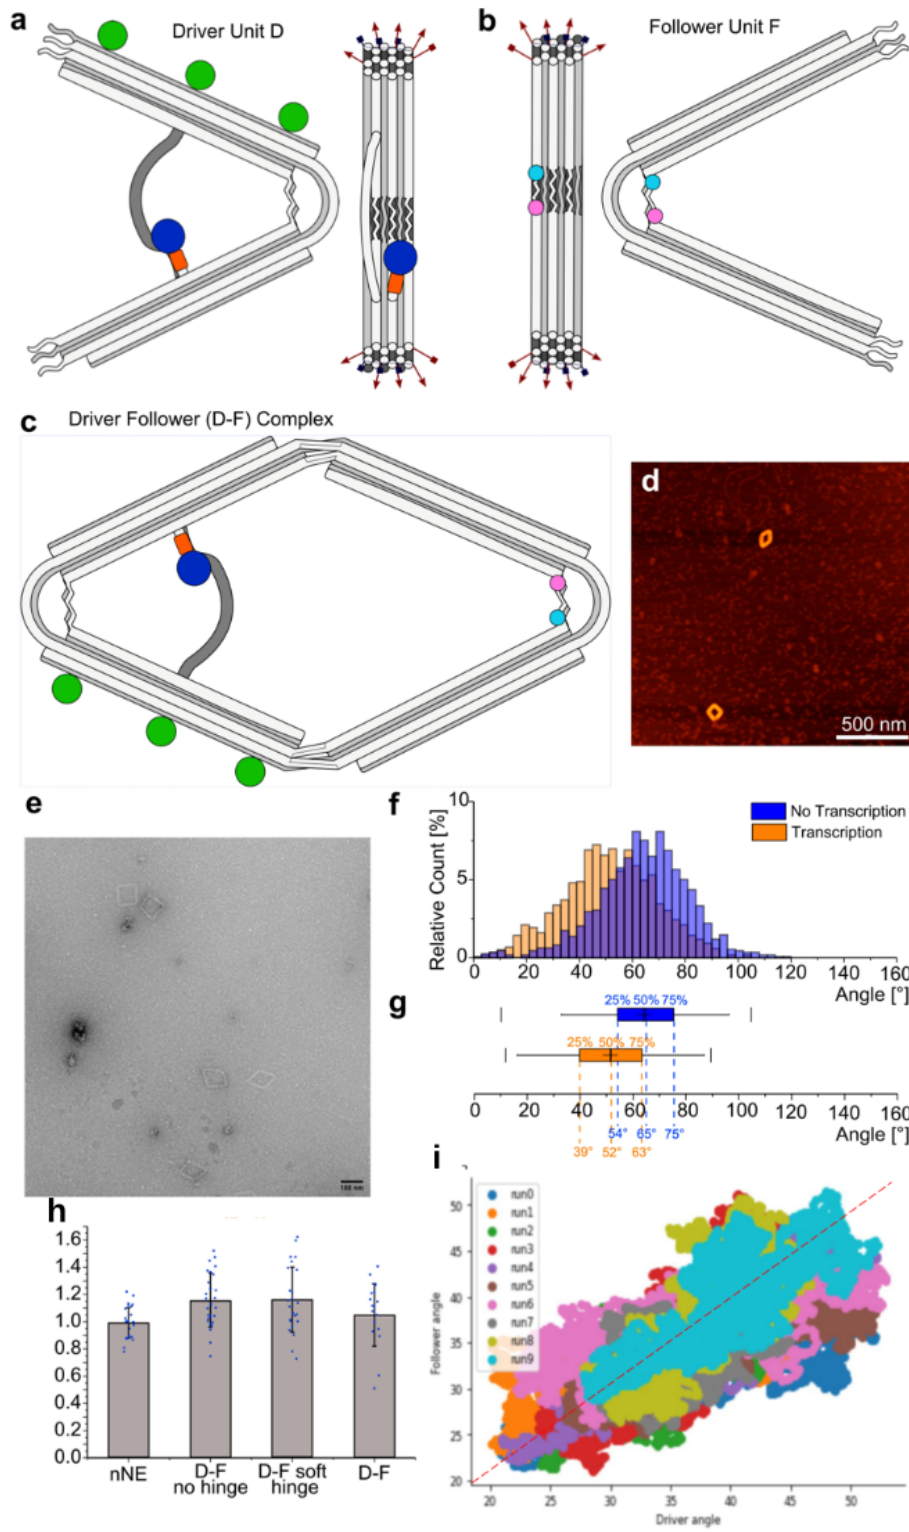 a
Driver Unit D
b
Follower Unit F
c
Driver Follower (D-F) Complex
d
500 nm
e
100 nm
f
10
5
0
Relative Count [%]
No Transcription
Transcription
0 20 40 60 80 100 120 140 160
Angle [°]
g
25% 50% 75%
25% 50% 75%
0 20 40 60 80 100 120 140 160
54° 65° 75°
Angle [°]
39° 52° 63°
h
1.6
1.4
1.2
1.0
0.8
0.6
0.4
0.2
0.0
nNE
D-F
no hinge
D-F soft
hinge
D-F
i
50
45
40
35
30
25
20
Follower angle
run0
run1
run2
run3
run4
run5
run6
run7
run8
run9
20 25 30 35 40 45 50
Driver angle